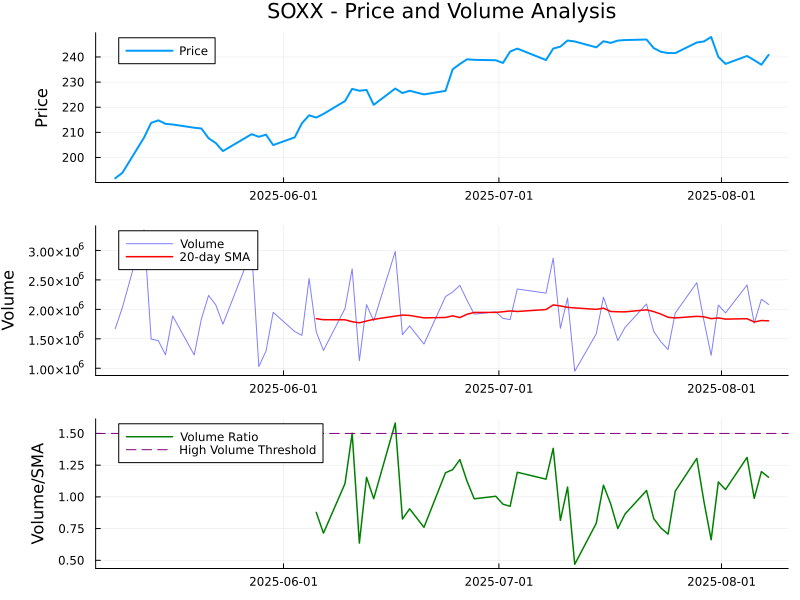 SOXX - Price and Volume Analysis
Price
240
230
220
210
200
Price
2025-06-01 2025-07-01 2025-08-01
Volume
20-day SMA
3.00×10⁶
2.50×10⁶
2.00×10⁶
1.50×10⁶
1.00×10⁶
Volume
2025-06-01 2025-07-01 2025-08-01
Volume Ratio
High Volume Threshold
1.50
1.25
1.00
0.75
0.50
Volume/SMA
2025-06-01 2025-07-01 2025-08-01